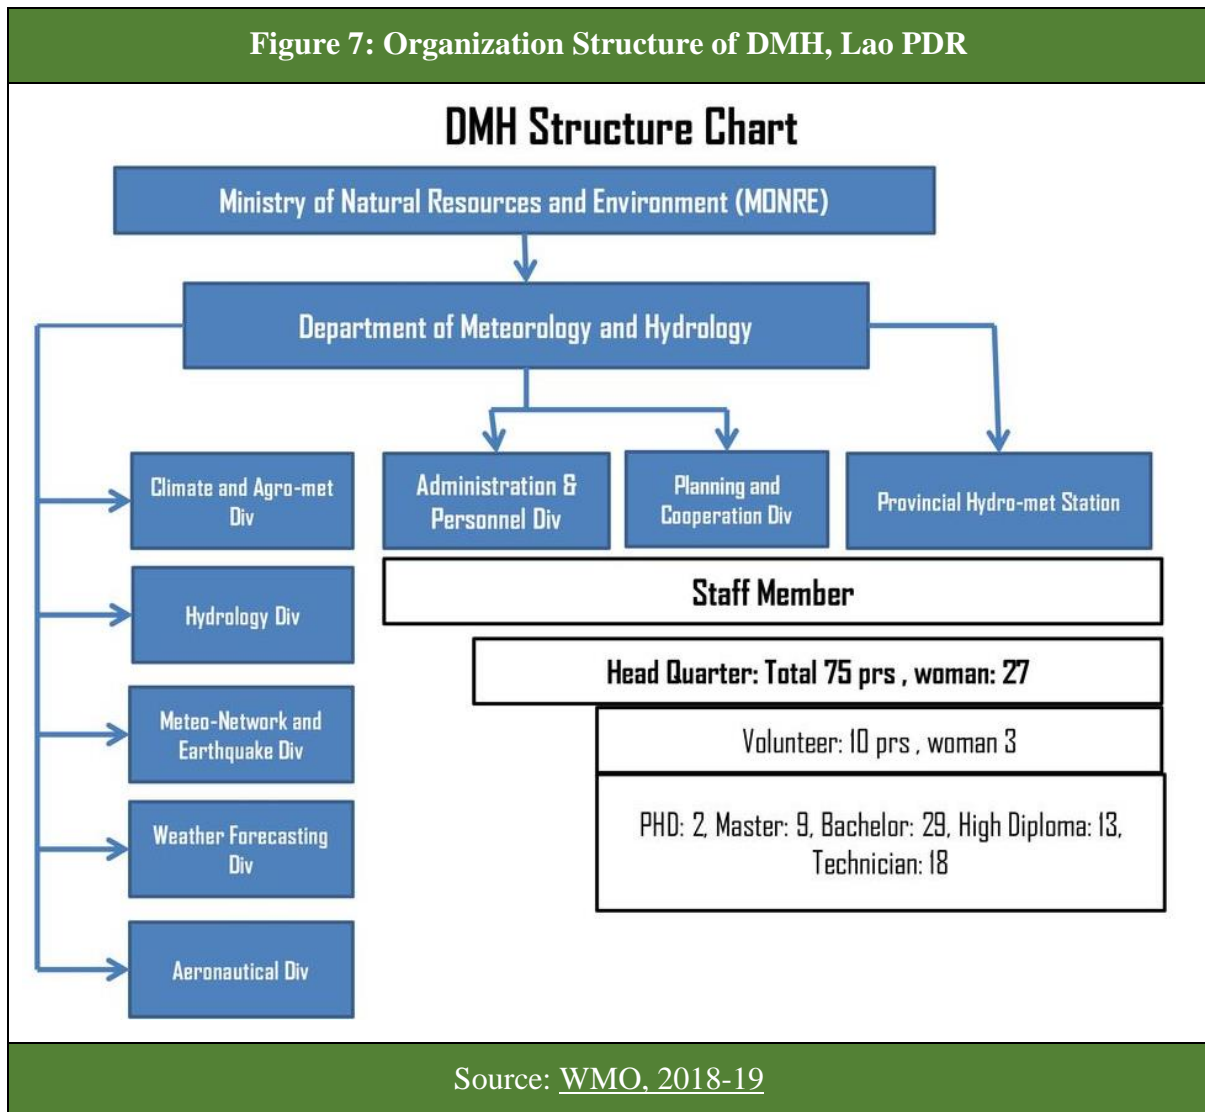 Figure 7: Organization Structure of DMH, Lao PDR
DMH Structure Chart
Ministry of Natural Resources and Environment (MONRE)
Department of Meteorology and Hydrology
Climate and Agro-met
Div
Hydrology Div
Meteo-Network and
Earthquake Div
Weather Forecasting
Div
Aeronautical Div
Administration &
Personnel Div
Planning and
Cooperation Div
Provincial Hydro-met Station
Staff Member
Head Quarter: Total 75 prs , woman: 27
Volunteer: 10 prs , woman 3
PHD: 2, Master: 9, Bachelor: 29, High Diploma: 13,
Technician: 18
Source: WMO, 2018-19